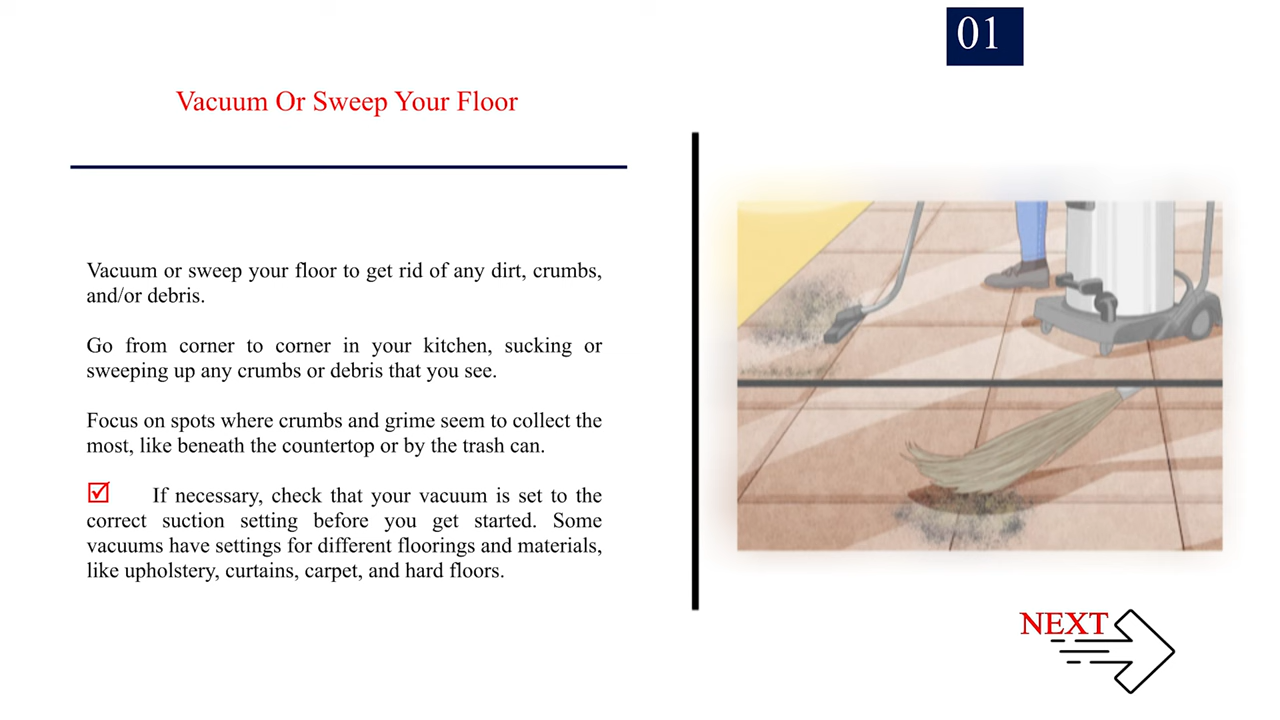 01
Vacuum Or Sweep Your Floor
Vacuum or sweep your floor to get rid of any dirt, crumbs,
and/or debris.
Go from corner to corner in your kitchen, sucking or
sweeping up any crumbs or debris that you see.
Focus on spots where crumbs and grime seem to collect the
most, like beneath the countertop or by the trash can.
☑ If necessary, check that your vacuum is set to the
correct suction setting before you get started. Some
vacuums have settings for different floorings and materials,
like upholstery, curtains, carpet, and hard floors.
NEXT